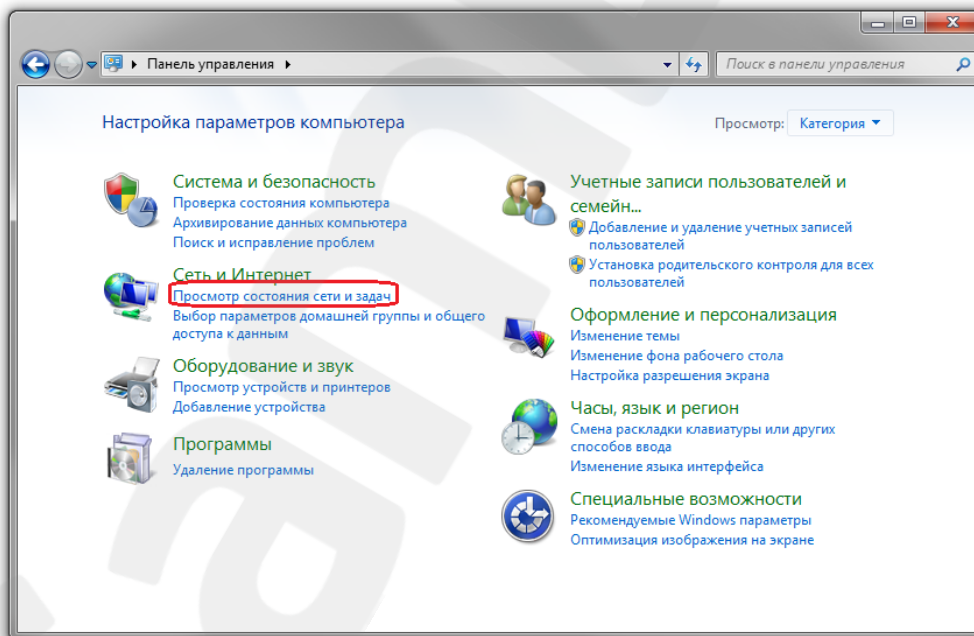 Панель управления
Поиск в панели управления
Настройка параметров компьютера
Просмотр: Категория
Система и безопасность
Проверка состояния компьютера
Архивирование данных компьютера
Поиск и исправление проблем
Сеть и Интернет
Просмотр состояния сети и задач
Выбор параметров домашней группы и общего
доступа к данным
Оборудование и звук
Просмотр устройств и принтеров
Добавление устройства
Программы
Удаление программы
Учетные записи пользователей и
семейн...
Добавление и удаление учетных записей
пользователей
Установка родительского контроля для всех
пользователей
Оформление и персонализация
Изменение темы
Изменение фона рабочего стола
Настройка разрешения экрана
Часы, язык и регион
Смена раскладки клавиатуры или других
способов ввода
Изменение языка интерфейса
Специальные возможности
Рекомендуемые Windows параметры
Оптимизация изображения на экране